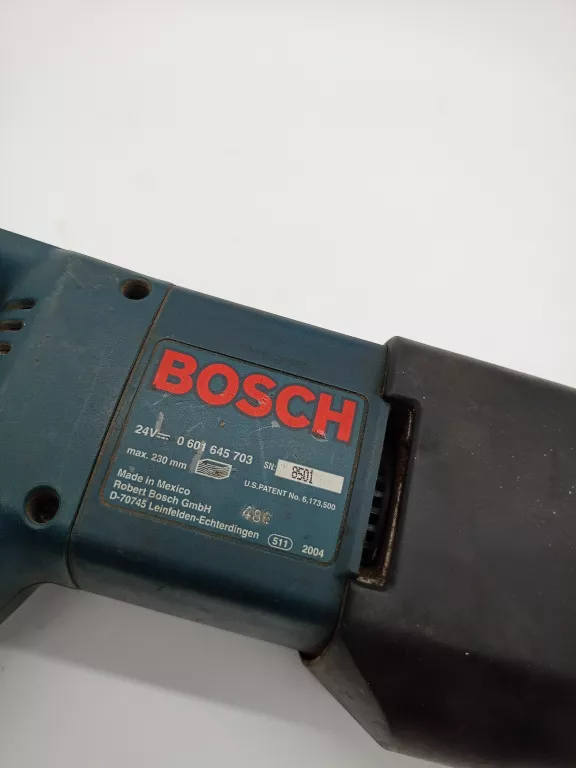 BOSCH
24V 0 601 645 703
max. 230 mm SN: 8501
U.S.PATENT No. 6,173,500
Made in Mexico
Robert Bosch GmbH
D-70745 Leinfelden-Echterdingen
511 2004